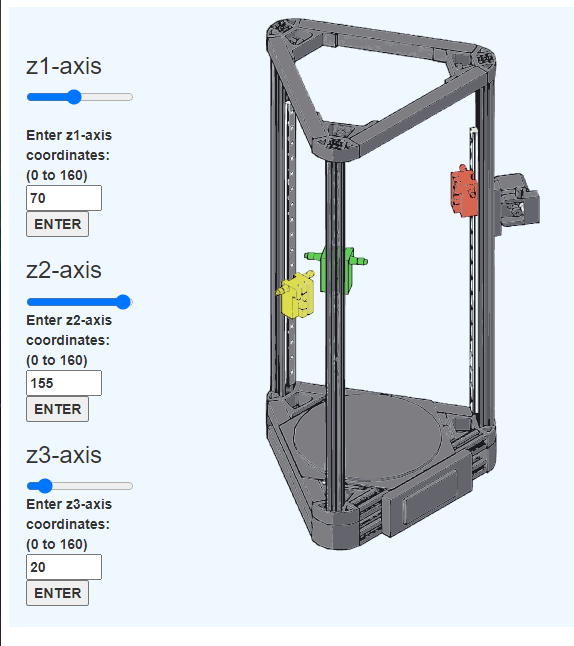 z1-axis
Enter z1-axis
coordinates:
(0 to 160)
70
ENTER
z2-axis
Enter z2-axis
coordinates:
(0 to 160)
155
ENTER
z3-axis
Enter z3-axis
coordinates:
(0 to 160)
20
ENTER